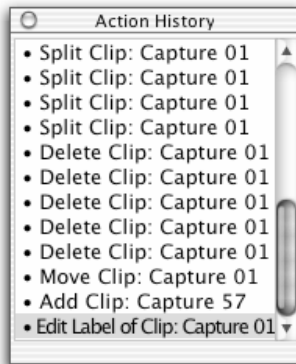 Action History
• Split Clip: Capture 01
• Split Clip: Capture 01
• Split Clip: Capture 01
• Split Clip: Capture 01
• Delete Clip: Capture 01
• Delete Clip: Capture 01
• Delete Clip: Capture 01
• Delete Clip: Capture 01
• Delete Clip: Capture 01
• Move Clip: Capture 01
• Add Clip: Capture 57
• Edit Label of Clip: Capture 01